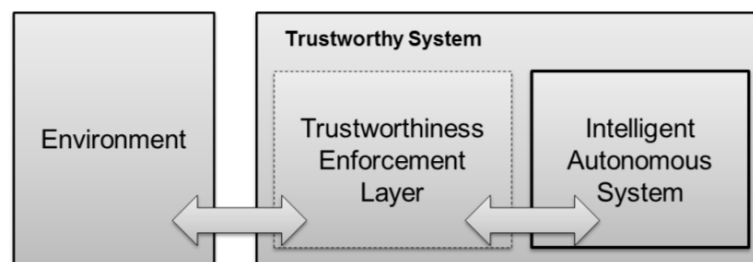 Trustworthy System
Environment
Trustworthiness
Enforcement
Layer
Intelligent
Autonomous
System